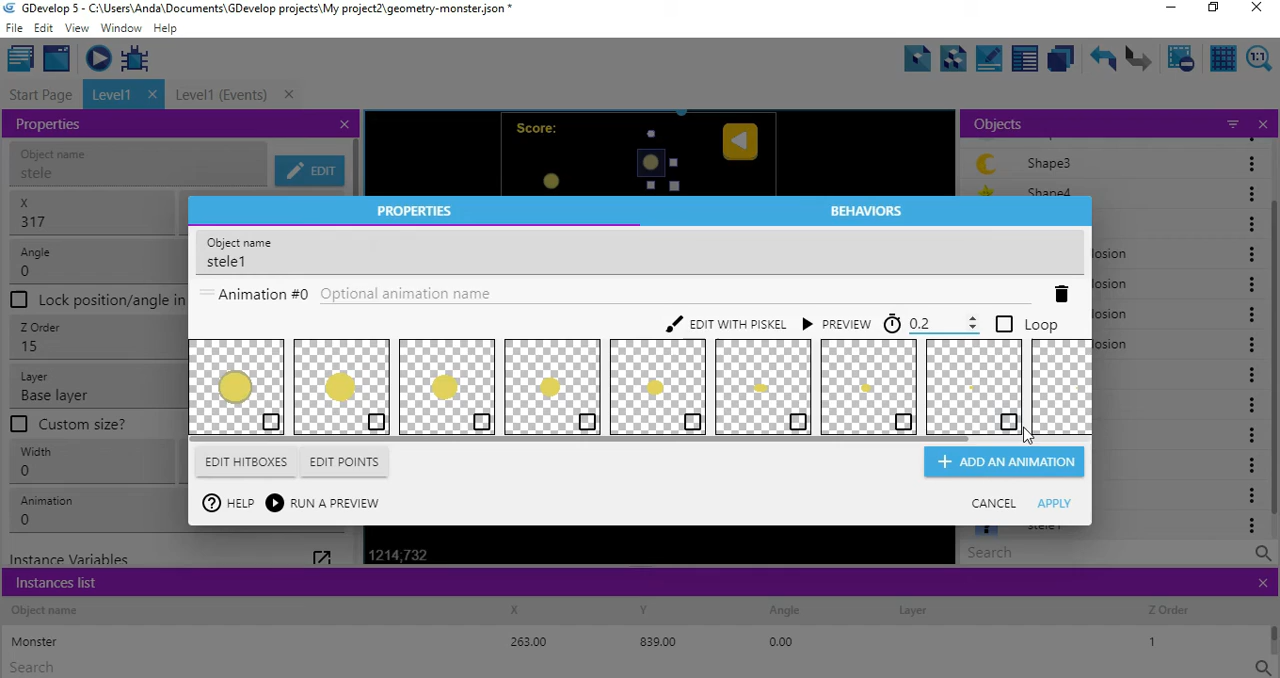 GDevelop 5 - C:\Users\Anda\Documents\GDevelop projects\My project2\geometry-monster.json *
File Edit View Window Help
1:1
Start Page Level1 Level1 (Events)
Properties
Objects
Score:
Object name
stele
EDIT
Shape3
Shape4
X
317
PROPERTIES BEHAVIORS
Object name
stele1
Angle
0
losion
losion
losion
losion
Animation #0 Optional animation name
Lock position/angle in
EDIT WITH PISKEL PREVIEW 0.2 Loop
Z Order
15
Layer
Base layer
Custom size?
Width
0
EDIT HITBOXES EDIT POINTS ADD AN ANIMATION
Animation
0
HELP RUN A PREVIEW CANCEL APPLY
stele1
Instance Variables
1214;732
Search
Instances list
Object name X Y Angle Layer Z Order
Monster 263.00 839.00 0.00 1
Search